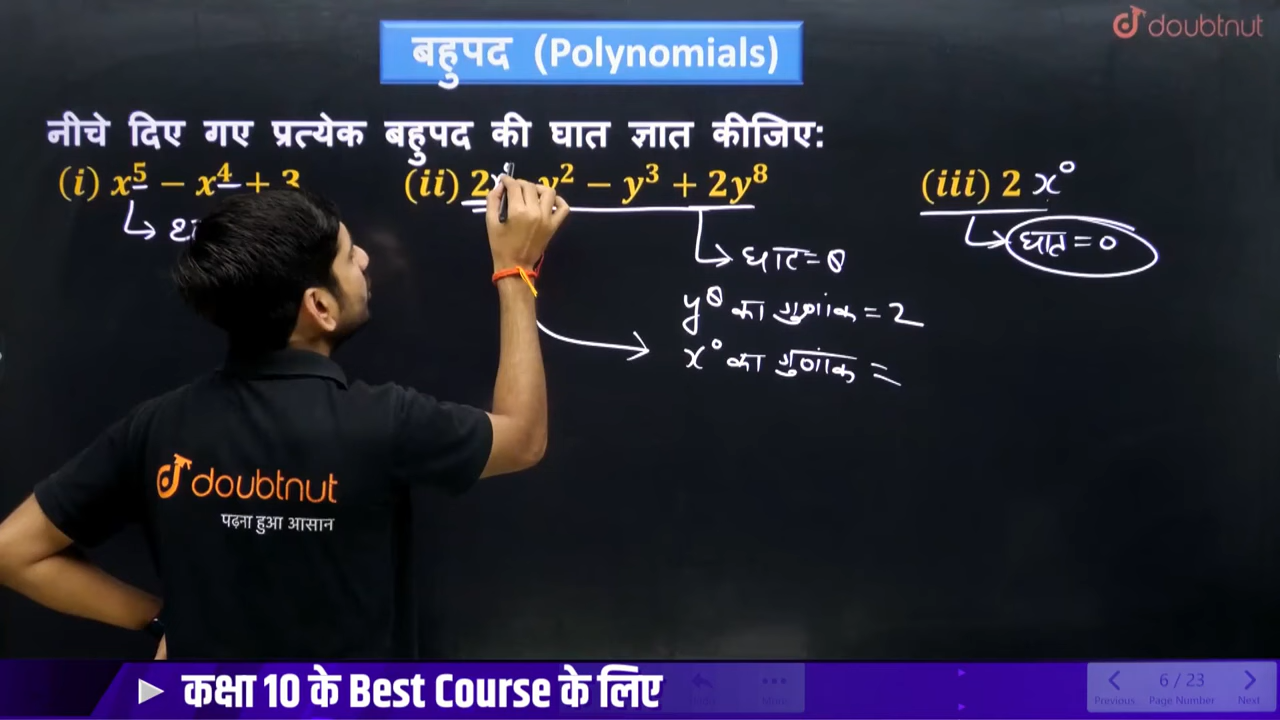 doubtnut
बहुपद (Polynomials)
नीचे दिए गए प्रत्येक बहुपद की घात ज्ञात कीजिए:
(i) x⁵ − x⁴ + 3 (ii) 2 y² − y³ + 2y⁸ (iii) 2 x⁰
घात = 8 घात = 0
y⁸ का गुणांक = 2
x⁰ का गुणांक =
doubtnut
पढ़ना हुआ आसान
कक्षा 10 के Best Course के लिए
6 / 23
Previous Page Number Next